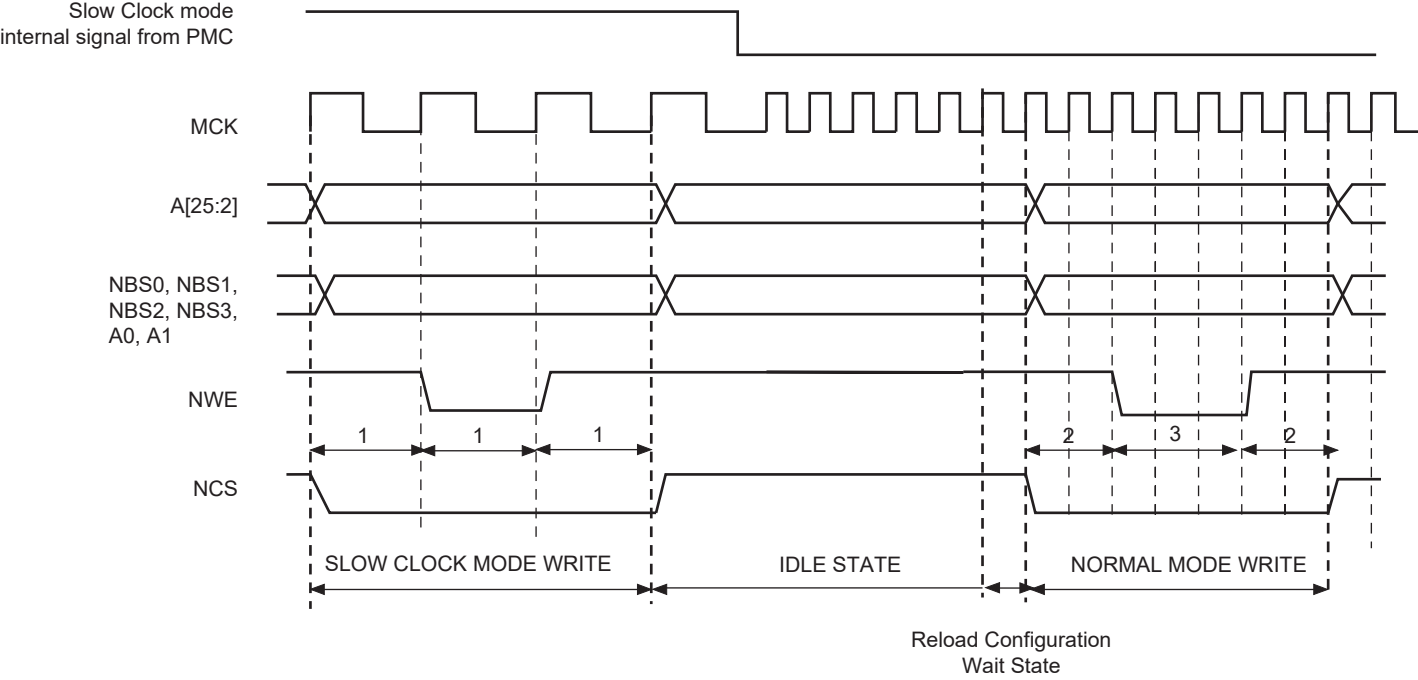 Slow Clock mode
internal signal from PMC
MCK
A[25:2]
NBS0, NBS1,
NBS2, NBS3,
A0, A1
NWE
1 1 1 2 3 2
NCS
SLOW CLOCK MODE WRITE IDLE STATE NORMAL MODE WRITE
Reload Configuration
Wait State